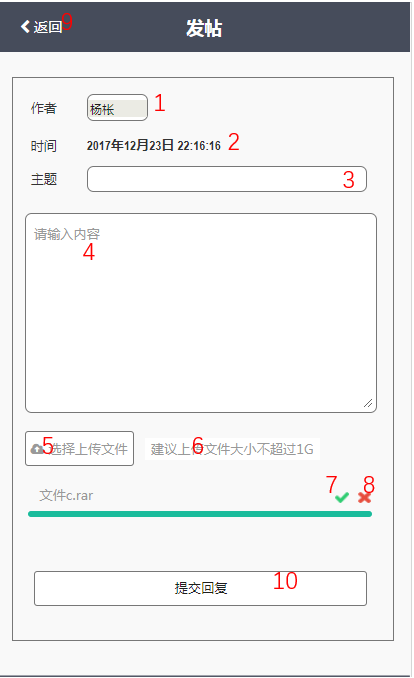 返回 9 发帖
作者 杨枨 1
时间 2017年12月23日 22:16:16 2
主题 3
请输入内容
4
5 选择上传文件 建议上传文件大小不超过1G 6
7 8
文件c.rar
提交回复 10